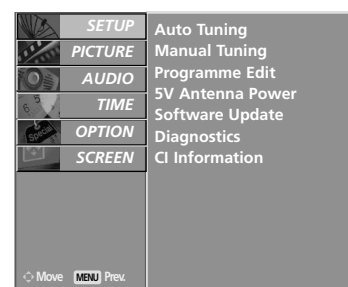 SETUP
PICTURE
AUDIO
TIME
OPTION
SCREEN
Auto Tuning
Manual Tuning
Programme Edit
5V Antenna Power
Software Update
Diagnostics
CI Information
Move MENU Prev.